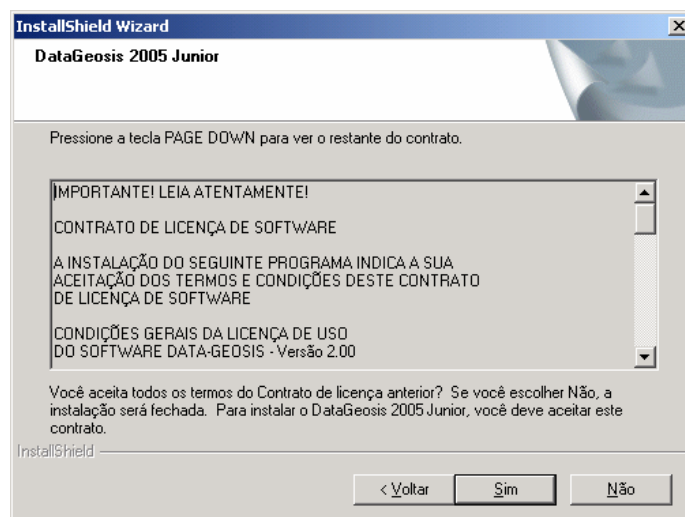 InstallShield Wizard
DataGeosis 2005 Junior
Pressione a tecla PAGE DOWN para ver o restante do contrato.
IMPORTANTE! LEIA ATENTAMENTE!
CONTRATO DE LICENÇA DE SOFTWARE
A INSTALAÇÃO DO SEGUINTE PROGRAMA INDICA A SUA
ACEITAÇÃO DOS TERMOS E CONDIÇÕES DESTE CONTRATO
DE LICENÇA DE SOFTWARE
CONDIÇÕES GERAIS DA LICENÇA DE USO
DO SOFTWARE DATA-GEOSIS - Versão 2.00
Você aceita todos os termos do Contrato de licença anterior? Se você escolher Não, a
instalação será fechada. Para instalar o DataGeosis 2005 Junior, você deve aceitar este
contrato.
InstallShield
< Voltar
Sim
Não